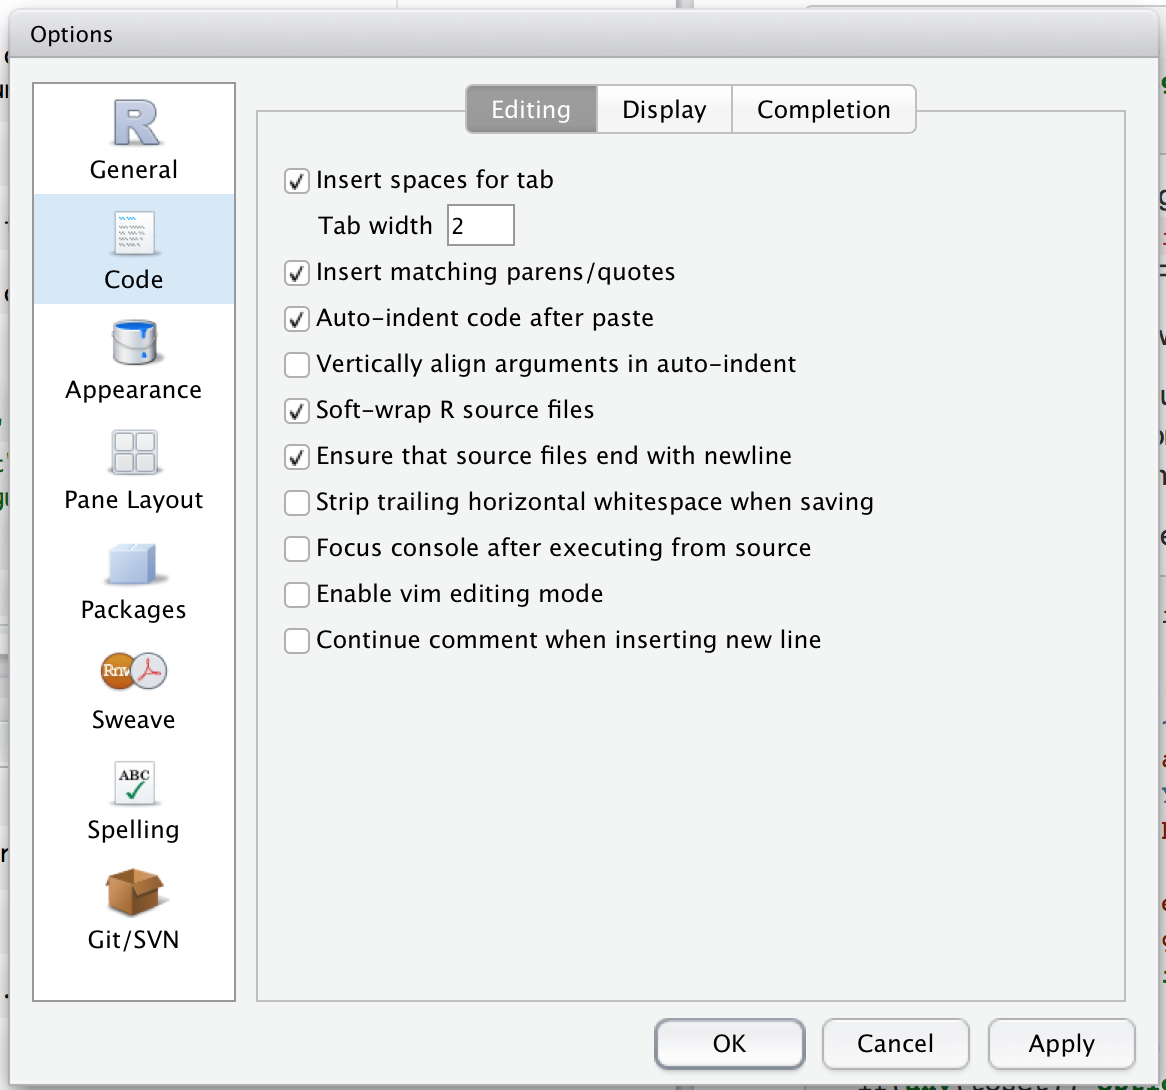 Options
General
Code
Appearance
Pane Layout
Packages
Rnw
Sweave
ABC
Spelling
Git/SVN
Editing Display Completion
Insert spaces for tab
Tab width 2
Insert matching parens/quotes
Auto-indent code after paste
Vertically align arguments in auto-indent
Soft-wrap R source files
Ensure that source files end with newline
Strip trailing horizontal whitespace when saving
Focus console after executing from source
Enable vim editing mode
Continue comment when inserting new line
OK Cancel Apply